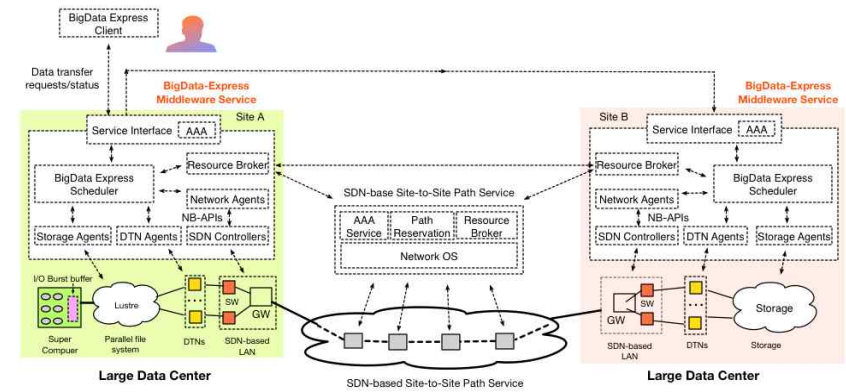 BigData Express
Client
Data transfer
requests/status
BigData-Express
Middleware Service
Site A
Service Interface
AAA
Resource Broker
BigData Express
Scheduler
Network Agents
NB-APIs
Storage Agents
DTN Agents
SDN Controllers
I/O Burst buffer
Lustre
SW
GW
Super
Compuer
Parallel file
system
DTNs
SDN-based
LAN
Large Data Center
SDN-base Site-to-Site Path Service
AAA
Service
Path
Reservation
Resource
Broker
Network OS
SDN-based Site-to-Site Path Service
BigData-Express
Middleware Service
Site B
Service Interface
AAA
Resource Broker
BigData Express
Scheduler
Network Agents
NB-APIs
SDN Controllers
DTN Agents
Storage Agents
SW
GW
Storage
SDN-based
LAN
DTNs
Storage
Large Data Center